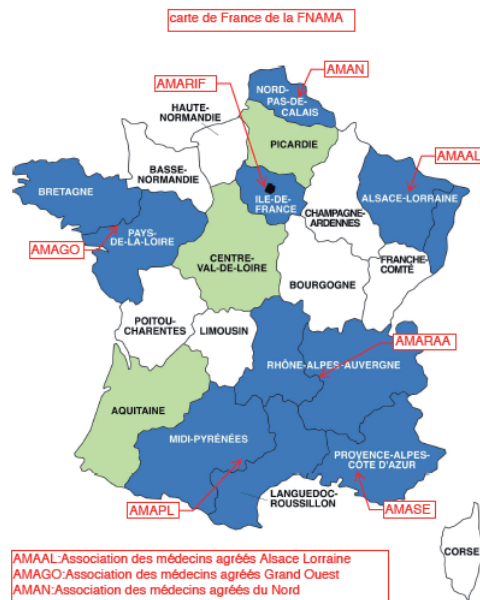 carte de France de la FNAMA
AMAN
AMARIF
NORD-
PAS-DE-
CALAIS
HAUTE-
NORMANDIE
PICARDIE
AMAAL
BASSE-
NORMANDIE
BRETAGNE
ILE-DE-
FRANCE
ALSACE-LORRAINE
CHAMPAGNE-
ARDENNES
PAYS-
DE-LA-LOIRE
AMAGO
CENTRE-
VAL-DE-LOIRE
FRANCHE-
COMTÉ
BOURGOGNE
POITOU-
CHARENTES
LIMOUSIN
AMARAA
RHÔNE-ALPES-AUVERGNE
AQUITAINE
MIDI-PYRÉNÉES
PROVENCE-ALPES-
CÔTE D'AZUR
LANGUEDOC-
ROUSSILLON
AMAPL
AMASE
CORSE
AMAAL:Association des médecins agréés Alsace Lorraine
AMAGO:Association des médecins agréés Grand Ouest
AMAN:Association des médecins agréés du Nord